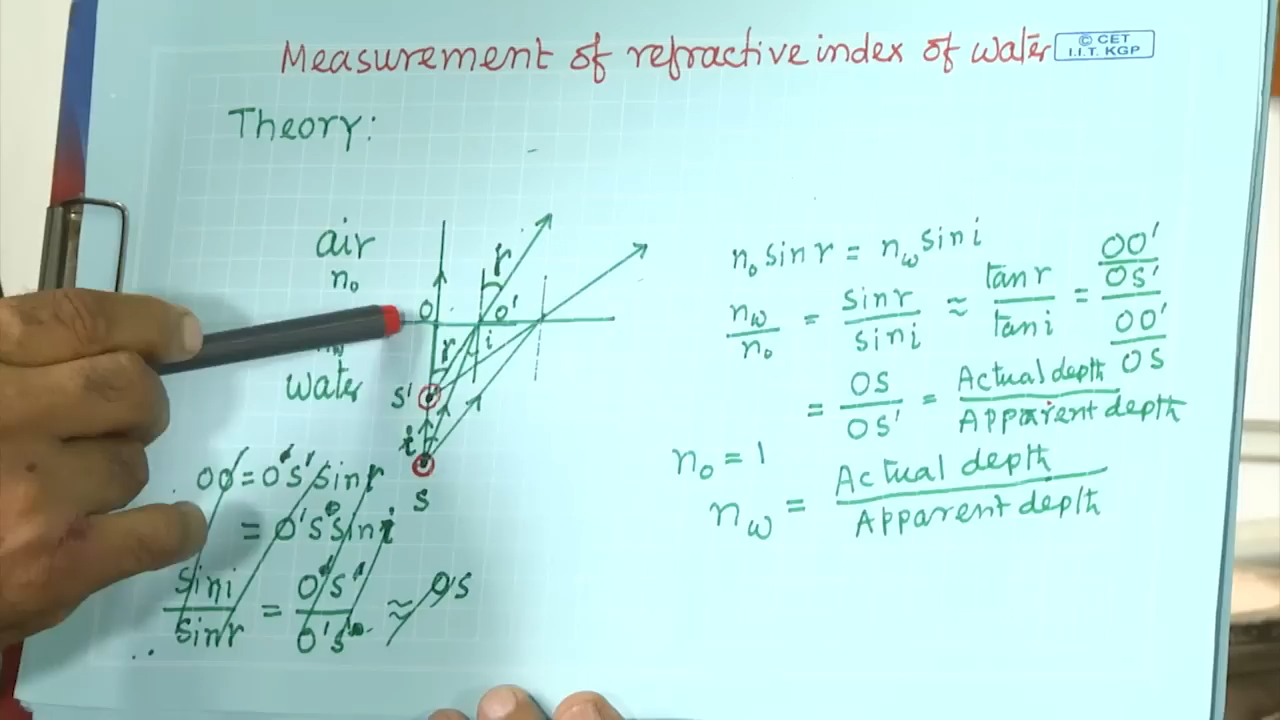 Measurement of refractive index of water
© CET
I.I.T. KGP
Theory:
air
n₀
water
O
O'
r
r
i
i
S'
S
n₀ sin r = n_w sin i
n_w/n₀ = sin r/sin i ≈ tan r/tan i = (OO'/OS')/(OO'/OS)
= OS/OS' = Actual depth/Apparent depth
n₀ = 1
n_w = Actual depth/Apparent depth
OO' = O'S' sin r
= O'S sin i
sin i/sin r = O'S'/O'S ≈ OS